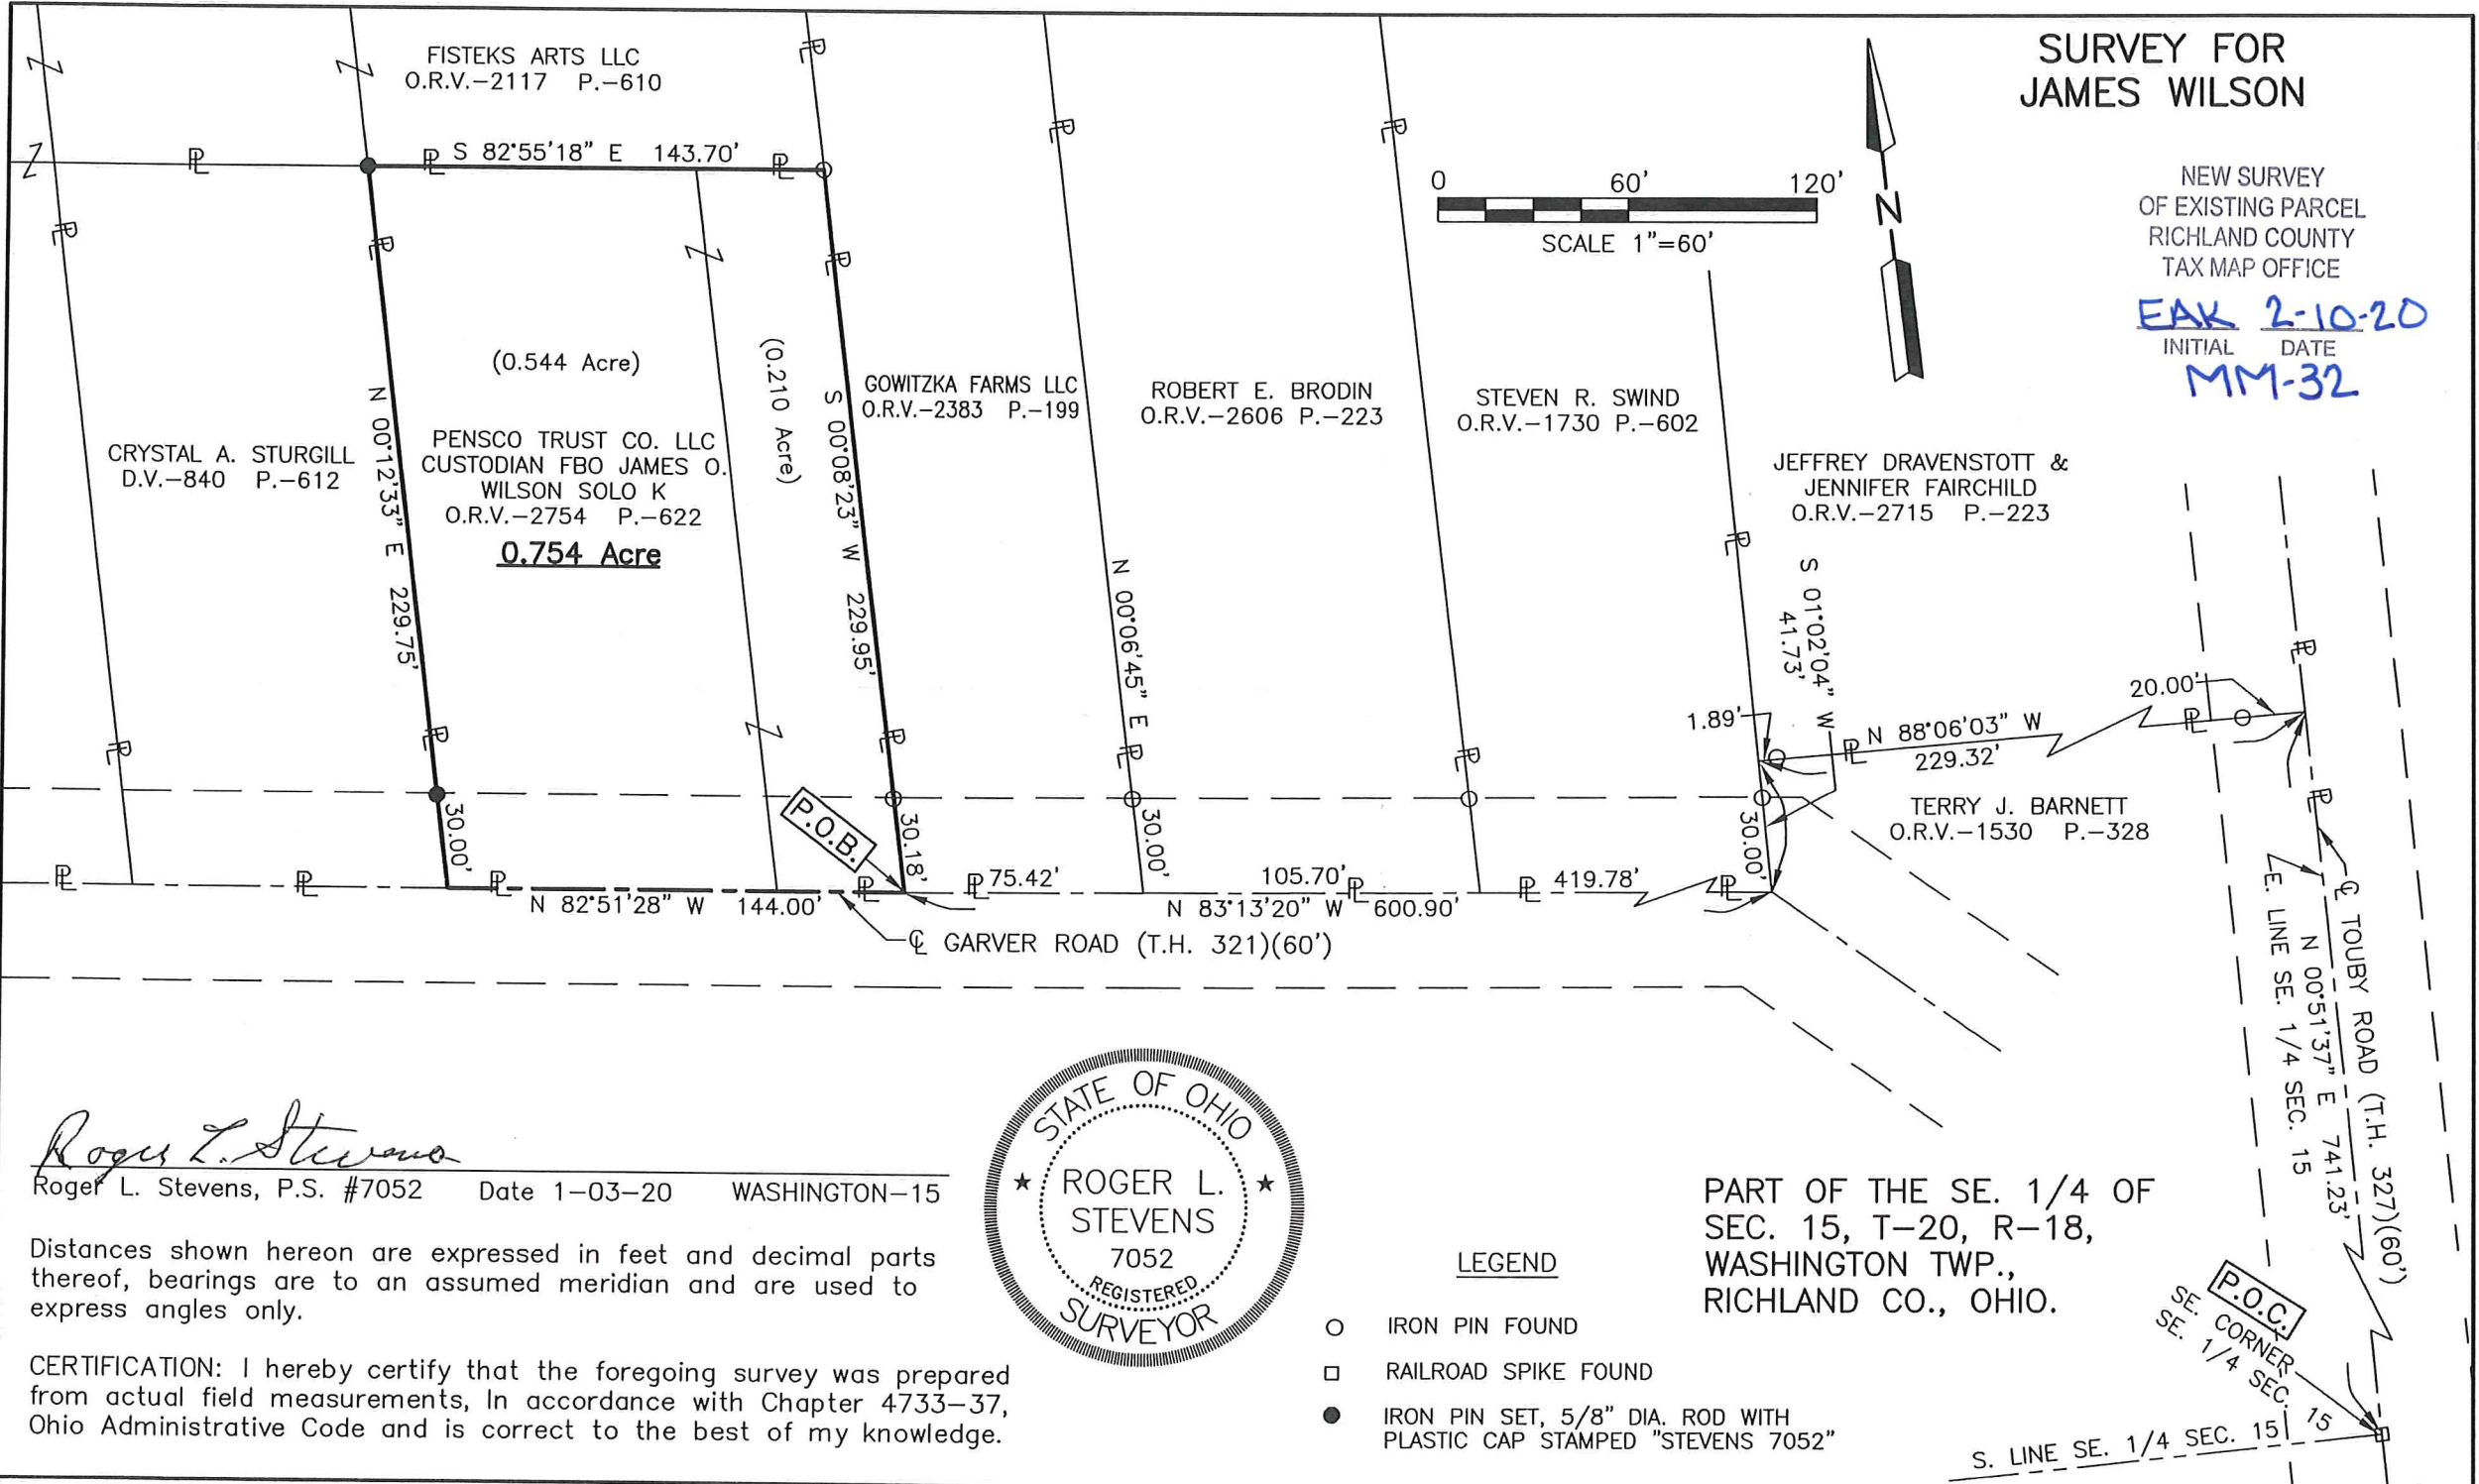 SURVEY FOR
JAMES WILSON
NEW SURVEY
OF EXISTING PARCEL
RICHLAND COUNTY
TAX MAP OFFICE
EAK 2-10-20
INITIAL DATE
MM-32
FISTEKS ARTS LLC
O.R.V.-2117 P.-610
S 82°55'18" E 143.70'
0 60' 120'
SCALE 1"=60'
N
(0.544 Acre)
(0.210 Acre)
N 00°12'33" E 229.75'
S 00°08'23" W 229.95'
CRYSTAL A. STURGILL
D.V.-840 P.-612
PENSCO TRUST CO. LLC
CUSTODIAN FBO JAMES O.
WILSON SOLO K
O.R.V.-2754 P.-622
0.754 Acre
GOWITZKA FARMS LLC
O.R.V.-2383 P.-199
N 00°06'45" E
ROBERT E. BRODIN
O.R.V.-2606 P.-223
STEVEN R. SWIND
O.R.V.-1730 P.-602
JEFFREY DRAVENSTOTT &
JENNIFER FAIRCHILD
O.R.V.-2715 P.-223
S 01°02'04" W
41.73'
1.89'
N 88°06'03" W
229.32'
20.00'
TERRY J. BARNETT
O.R.V.-1530 P.-328
30.00'
P.O.B.
30.18'
30.00'
30.00'
N 82°51'28" W 144.00'
75.42'
105.70'
419.78'
N 83°13'20" W 600.90'
℄ GARVER ROAD (T.H. 321)(60')
℄ TOUBY ROAD (T.H. 327)(60')
N 00°51'37" E 741.23'
E. LINE SE. 1/4 SEC. 15
P.O.C.
SE. CORNER
SE. 1/4 SEC. 15
S. LINE SE. 1/4 SEC. 15
Roger L. Stevens
Roger L. Stevens, P.S. #7052 Date 1-03-20 WASHINGTON-15
Distances shown hereon are expressed in feet and decimal parts
thereof, bearings are to an assumed meridian and are used to
express angles only.
CERTIFICATION: I hereby certify that the foregoing survey was prepared
from actual field measurements, In accordance with Chapter 4733-37,
Ohio Administrative Code and is correct to the best of my knowledge.
STATE OF OHIO
ROGER L.
STEVENS
7052
REGISTERED
SURVEYOR
LEGEND
IRON PIN FOUND
RAILROAD SPIKE FOUND
IRON PIN SET, 5/8" DIA. ROD WITH
PLASTIC CAP STAMPED "STEVENS 7052"
PART OF THE SE. 1/4 OF
SEC. 15, T-20, R-18,
WASHINGTON TWP.,
RICHLAND CO., OHIO.